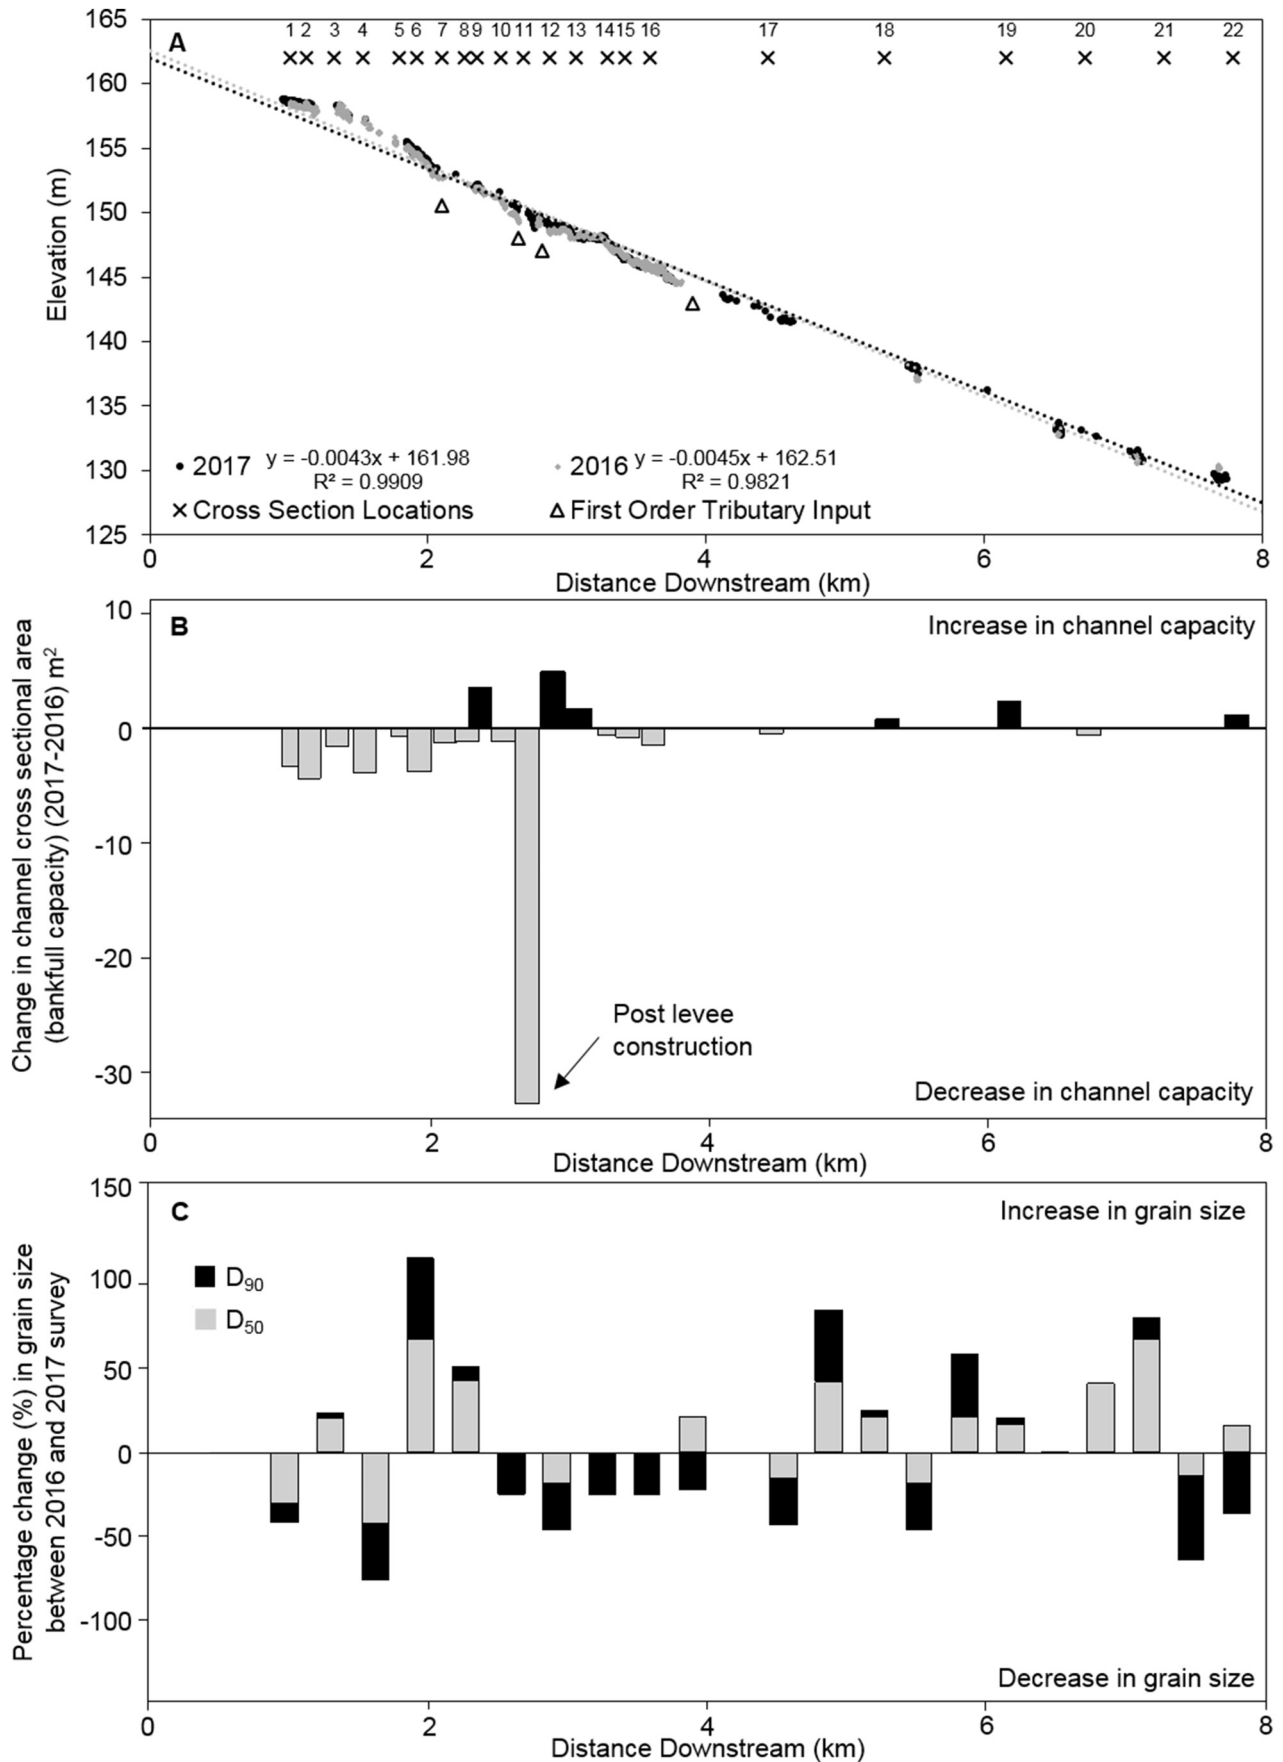 165
1 2 3 4 5 6 7 8 9 10 11 12 13 14 15 16 17 18 19 20 21 22
A
160
155
150
145
140
135
130
125
Elevation (m)
2017 y = -0.0043x + 161.98
R² = 0.9909
2016 y = -0.0045x + 162.51
R² = 0.9821
Cross Section Locations
First Order Tributary Input
0 2 4 6 8
Distance Downstream (km)
10
B
Increase in channel capacity
0
-10
-20
-30
Change in channel cross sectional area
(bankfull capacity) (2017-2016) m²
Post levee
construction
Decrease in channel capacity
0 2 4 6 8
Distance Downstream (km)
150
C
Increase in grain size
100
50
0
-50
-100
D₉₀
D₅₀
Percentage change (%) in grain size
between 2016 and 2017 survey
Decrease in grain size
0 2 4 6 8
Distance Downstream (km)